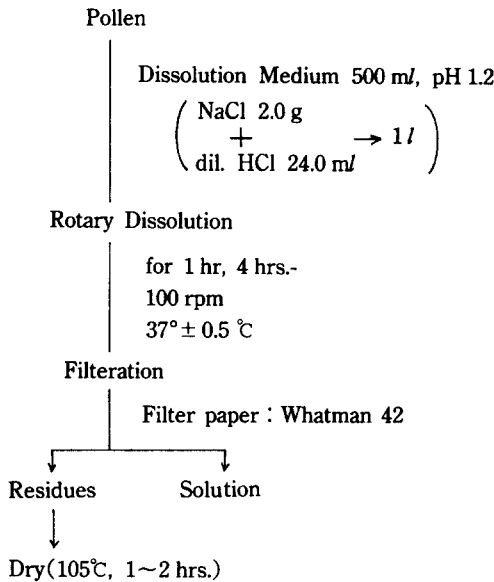 Pollen
Dissolution Medium 500 ml, pH 1.2
NaCl 2.0 g
+ → 1 l
dil. HCl 24.0 ml
Rotary Dissolution
for 1 hr, 4 hrs.-
100 rpm
37° ± 0.5 ℃
Filteration
Filter paper : Whatman 42
Residues Solution
Dry(105℃, 1~2 hrs.)